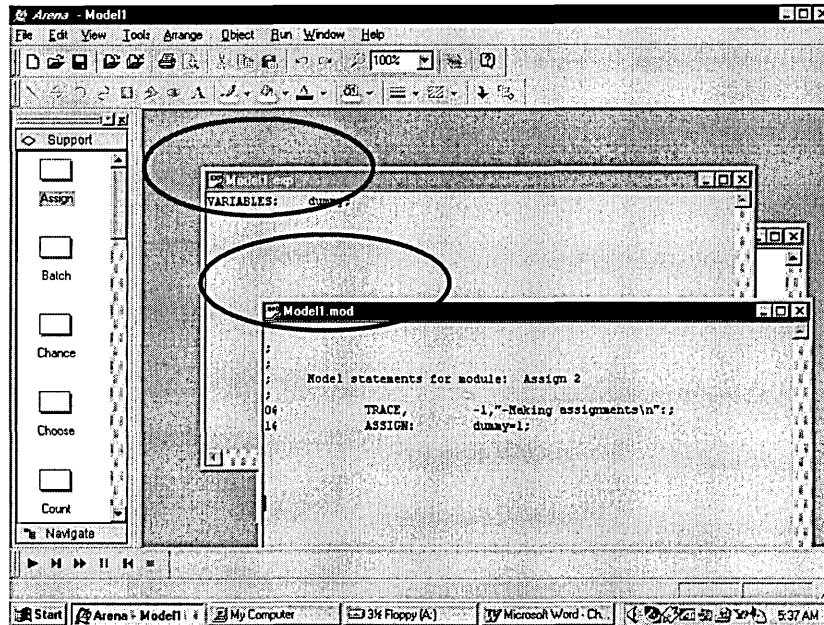 Arena - Model1
File Edit View Tools Arrange Object Run Window Help
100%
Support
Assign
Batch
Chance
Choose
Count
Navigate
Model1.exp
VARIABLES: dummy;
Model1.mod
;
;
; Model statements for module: Assign 2
;
0$ TRACE, -1,"-Making assignments\n":;
1$ ASSIGN: dummy=1;
Start Arena - Model1 My Computer 3½ Floppy (A:) Microsoft Word - Ch... 5:37 AM